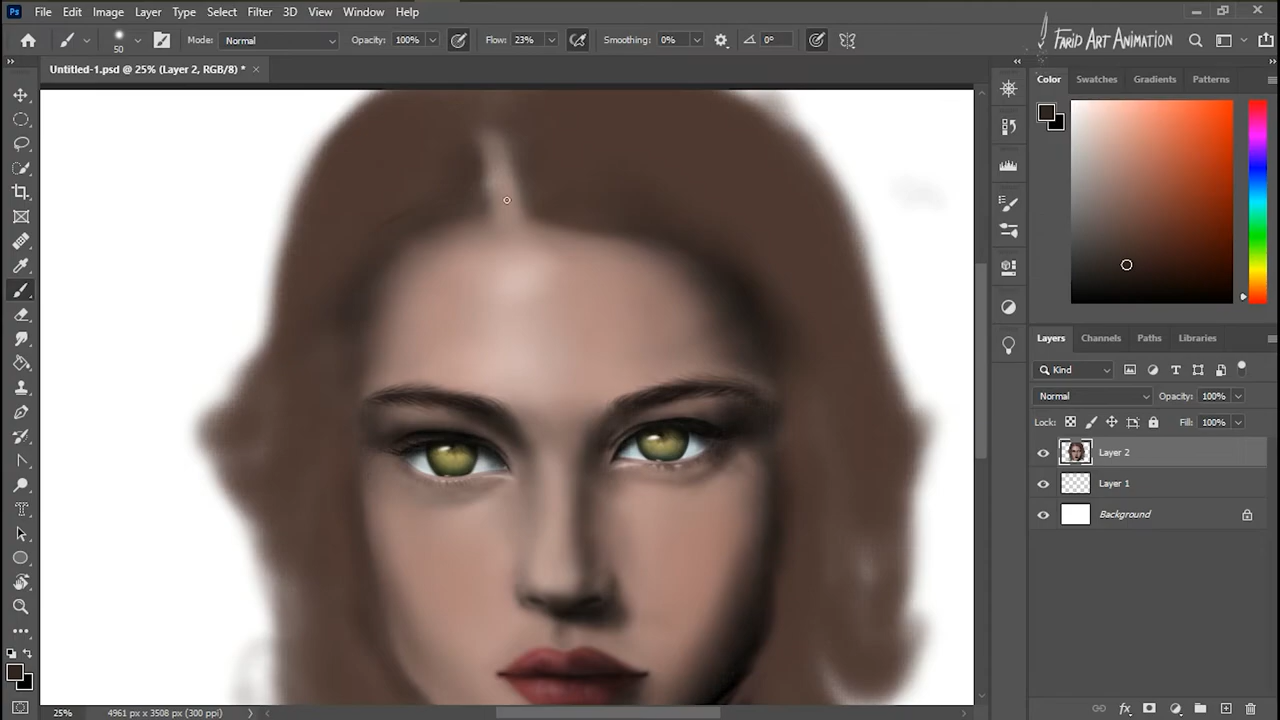 Ps File Edit Image Layer Type Select Filter 3D View Window Help
50 Mode: Normal Opacity: 100% Flow: 23% Smoothing: 0% 0° FARID ART ANIMATION
Untitled-1.psd @ 25% (Layer 2, RGB/8) *
Color Swatches Gradients Patterns
Layers Channels Paths Libraries
Kind
Normal Opacity: 100%
Lock: Fill: 100%
Layer 2
Layer 1
Background
25% 4961 px x 3508 px (300 ppi)